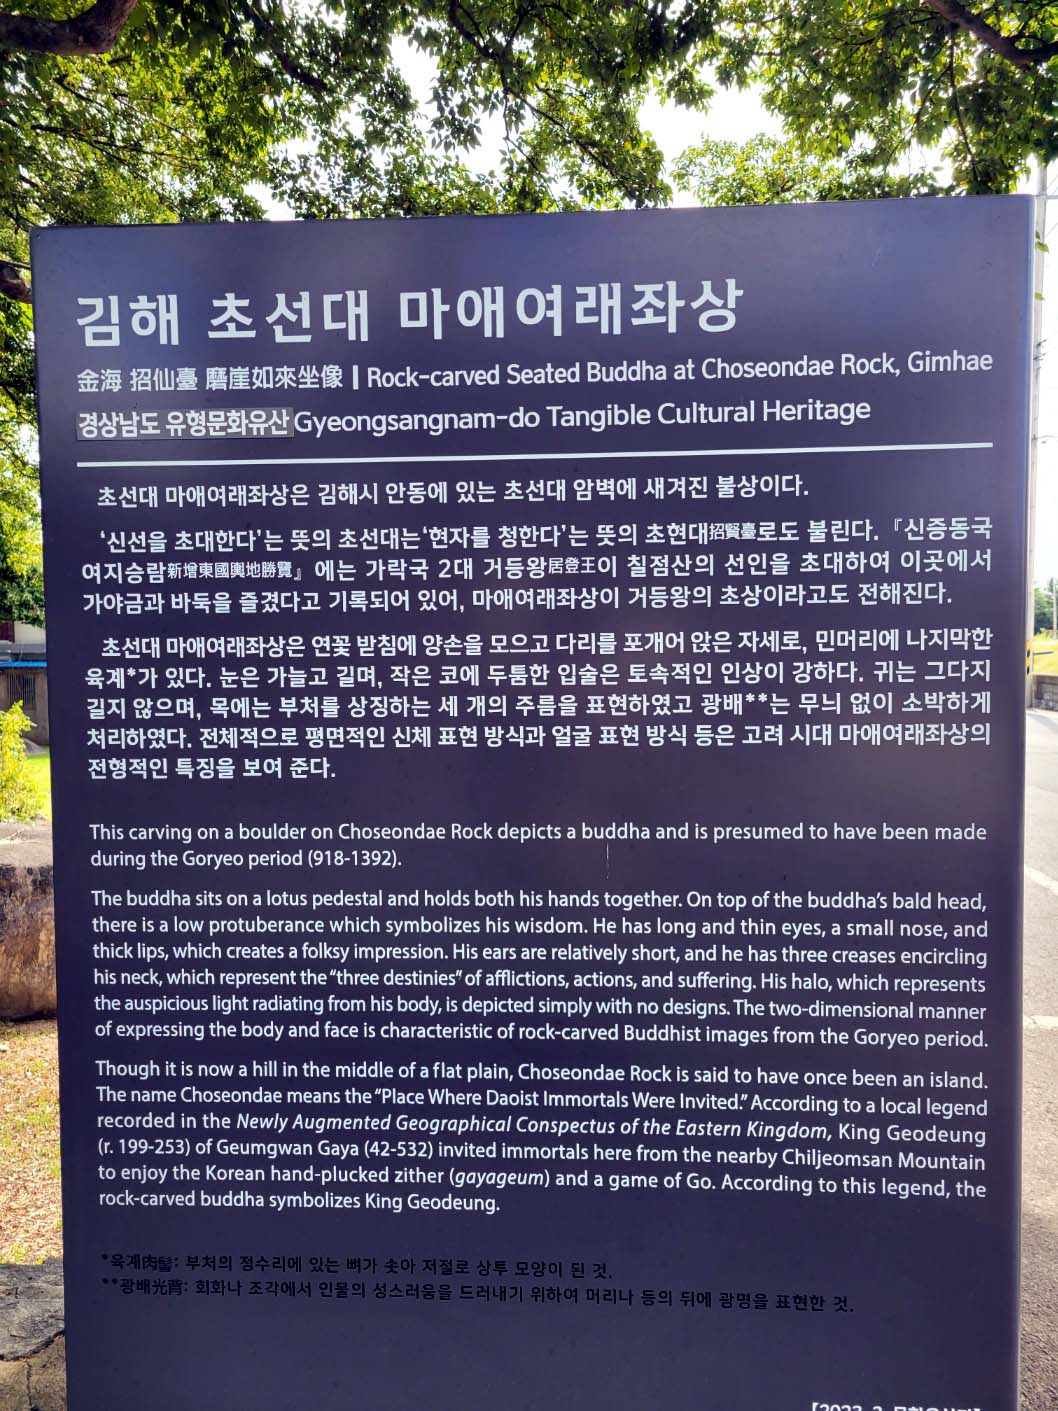 김해 초선대 마애여래좌상
金海 招仙臺 磨崖如來坐像 | Rock-carved Seated Buddha at Choseondae Rock, Gimhae
경상남도 유형문화유산 Gyeongsangnam-do Tangible Cultural Heritage
초선대 마애여래좌상은 김해시 안동에 있는 초선대 암벽에 새겨진 불상이다.
‘신선을 초대한다’는 뜻의 초선대는 ‘현자를 청한다’는 뜻의 초현대招賢臺로도 불린다. 『신증동국
여지승람新增東國輿地勝覽』에는 가락국 2대 거등왕居登王이 칠점산의 선인을 초대하여 이곳에서
가야금과 바둑을 즐겼다고 기록되어 있어, 마애여래좌상이 거등왕의 초상이라고도 전해진다.
초선대 마애여래좌상은 연꽃 받침에 양손을 모으고 다리를 포개어 앉은 자세로, 민머리에 나지막한
육계*가 있다. 눈은 가늘고 길며, 작은 코에 두툼한 입술은 토속적인 인상이 강하다. 귀는 그다지
길지 않으며, 목에는 부처를 상징하는 세 개의 주름을 표현하였고 광배**는 무늬 없이 소박하게
처리하였다. 전체적으로 평면적인 신체 표현 방식과 얼굴 표현 방식 등은 고려 시대 마애여래좌상의
전형적인 특징을 보여 준다.
This carving on a boulder on Choseondae Rock depicts a buddha and is presumed to have been made
during the Goryeo period (918-1392).
The buddha sits on a lotus pedestal and holds both his hands together. On top of the buddha’s bald head,
there is a low protuberance which symbolizes his wisdom. He has long and thin eyes, a small nose, and
thick lips, which creates a folksy impression. His ears are relatively short, and he has three creases encircling
his neck, which represent the “three destinies” of afflictions, actions, and suffering. His halo, which represents
the auspicious light radiating from his body, is depicted simply with no designs. The two-dimensional manner
of expressing the body and face is characteristic of rock-carved Buddhist images from the Goryeo period.
Though it is now a hill in the middle of a flat plain, Choseondae Rock is said to have once been an island.
The name Choseondae means the “Place Where Daoist Immortals Were Invited.” According to a local legend
recorded in the Newly Augmented Geographical Conspectus of the Eastern Kingdom, King Geodeung
(r. 199-253) of Geumgwan Gaya (42-532) invited immortals here from the nearby Chiljeomsan Mountain
to enjoy the Korean hand-plucked zither (gayageum) and a game of Go. According to this legend, the
rock-carved buddha symbolizes King Geodeung.
*육계肉髻: 부처의 정수리에 있는 뼈가 솟아 저절로 상투 모양이 된 것.
**광배光背: 회화나 조각에서 인물의 성스러움을 드러내기 위하여 머리나 등의 뒤에 광명을 표현한 것.